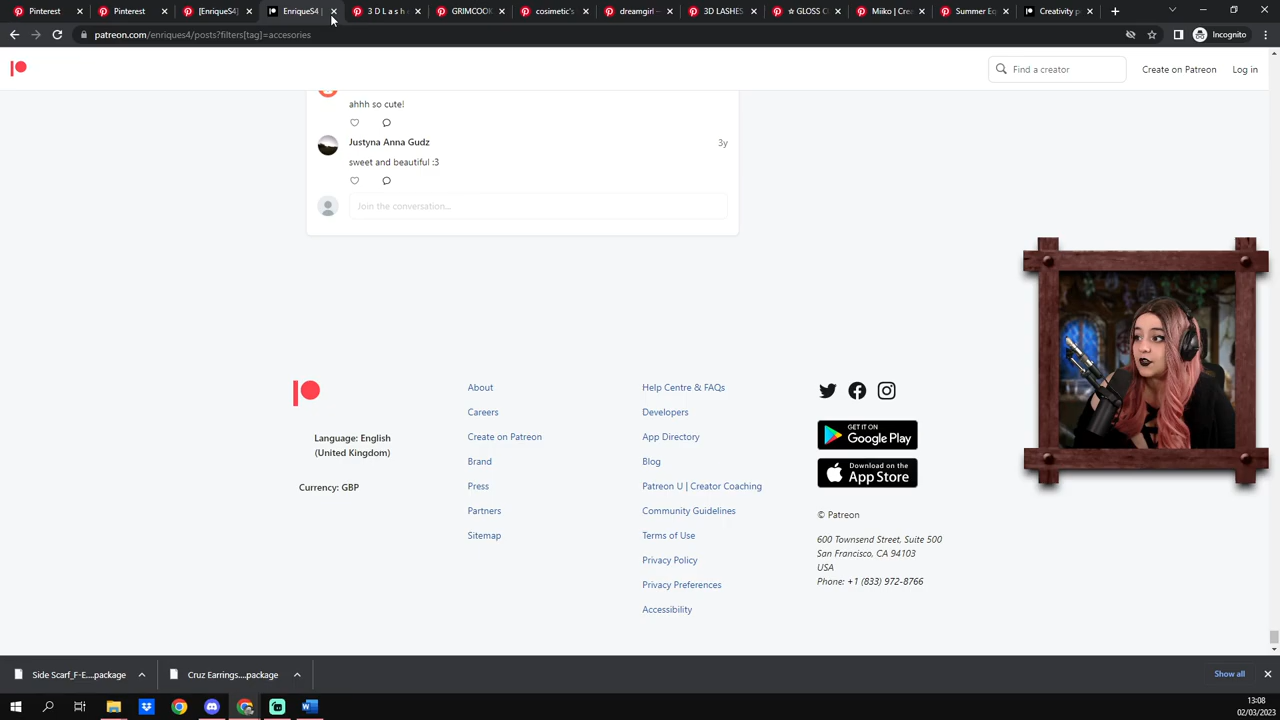 Pinterest
Pinterest
[EnriqueS4]
EnriqueS4 |
3 D L a s h e
GRIMCOOK
cosmetic's
dreamgirl –
3D LASHES
☆ GLOSS C
Miiko | Crea
Summer Eq
Creativity p
patreon.com/enriques4/posts?filters[tag]=accesories
Incognito
Find a creator
Create on Patreon
Log in
ahhh so cute!
Justyna Anna Gudz
3y
sweet and beautiful :3
Join the conversation...
Language: English
(United Kingdom)
Currency: GBP
About
Careers
Create on Patreon
Brand
Press
Partners
Sitemap
Help Centre & FAQs
Developers
App Directory
Blog
Patreon U | Creator Coaching
Community Guidelines
Terms of Use
Privacy Policy
Privacy Preferences
Accessibility
GET IT ON
Google Play
Download on the
App Store
© Patreon
600 Townsend Street, Suite 500
San Francisco, CA 94103
USA
Phone: +1 (833) 972-8766
Side Scarf_F-E....package
Cruz Earrings....package
Show all
13:08
02/03/2023